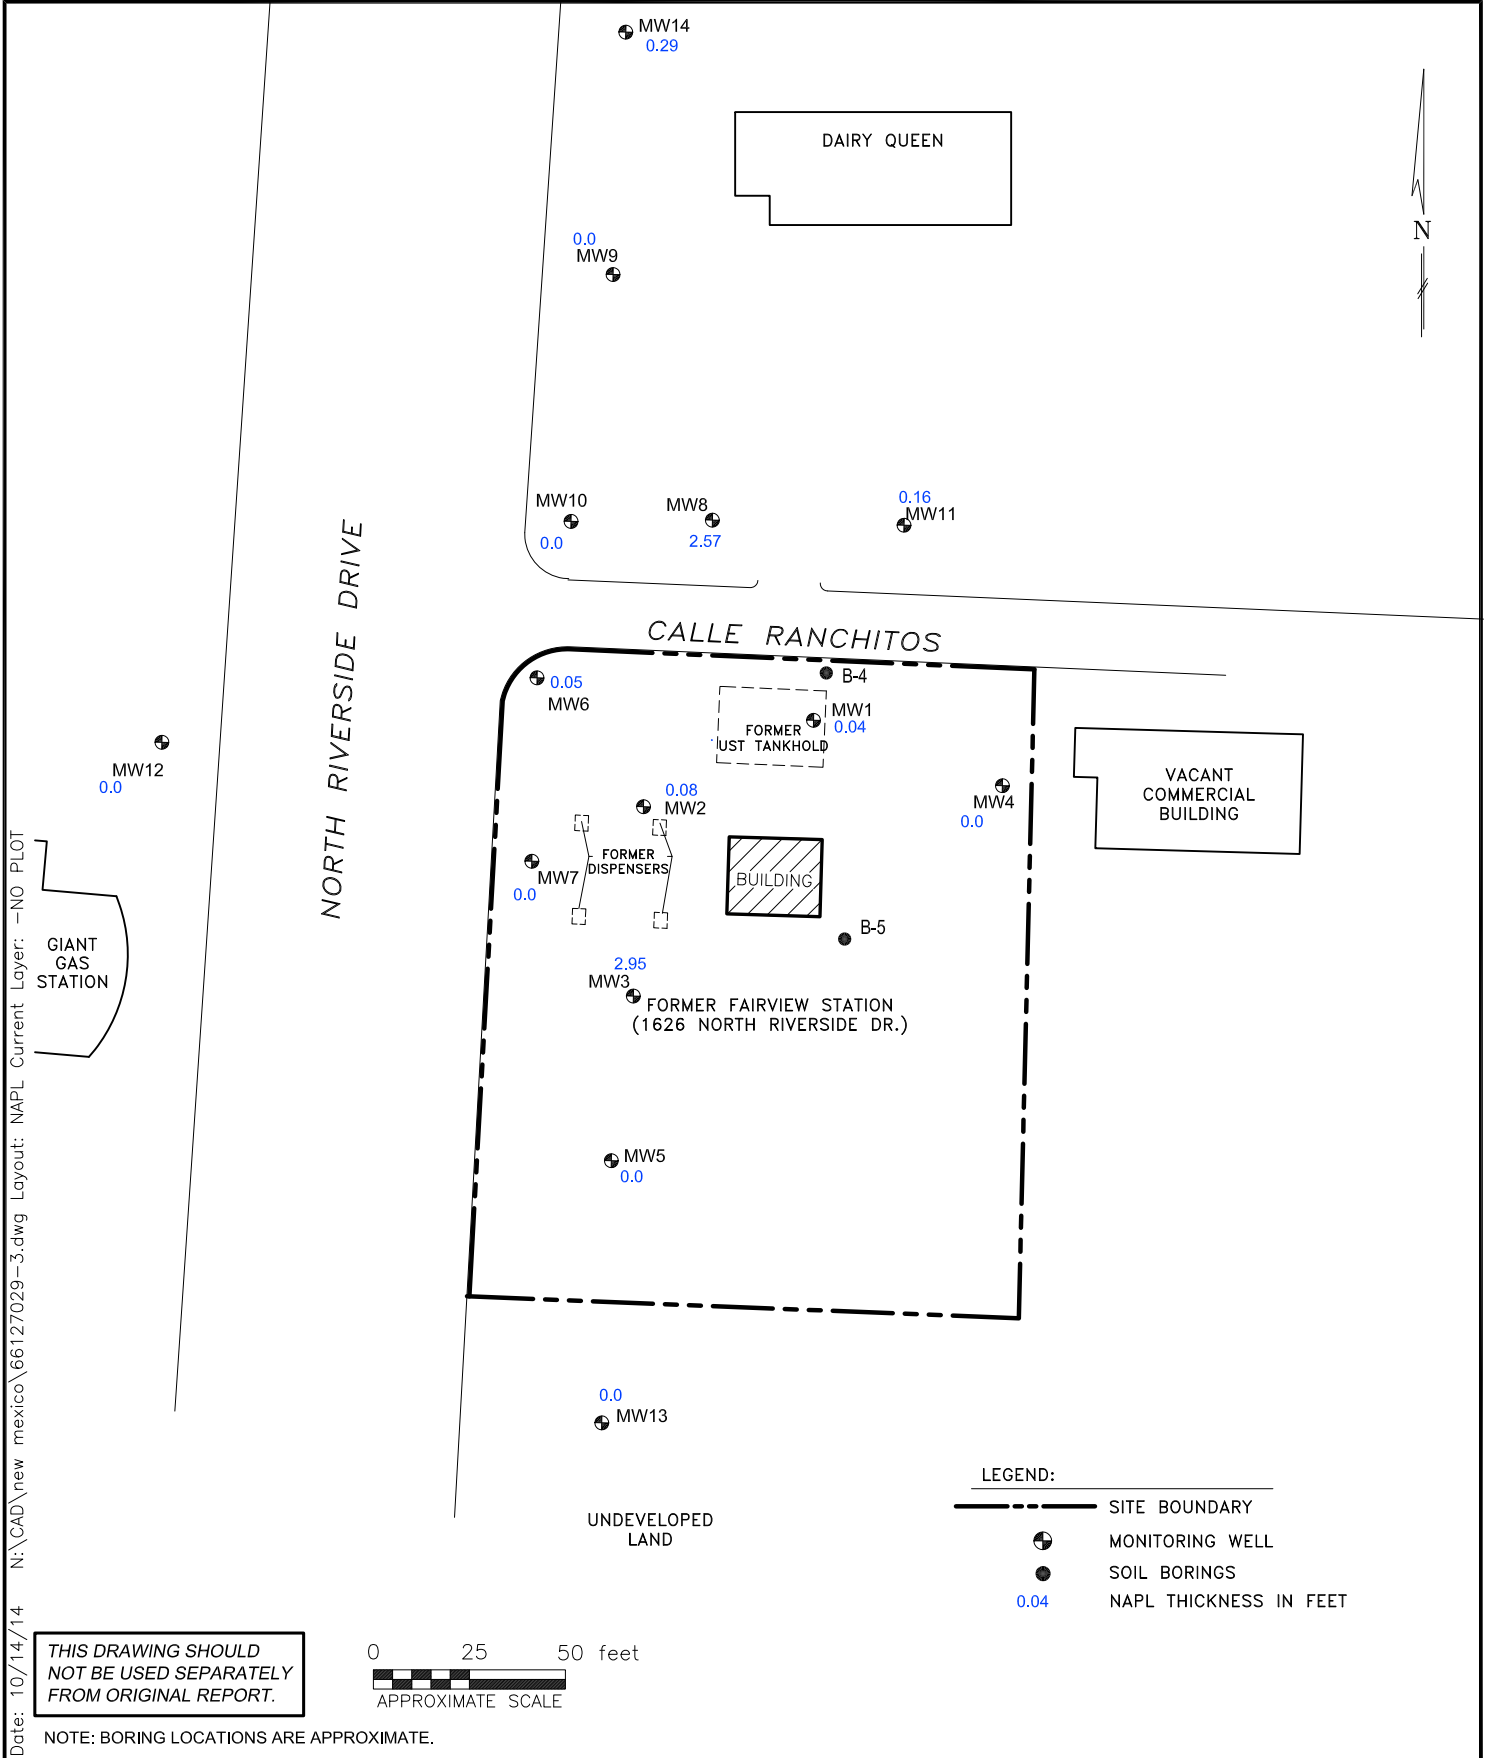 MW14
0.29
DAIRY QUEEN
N
0.0
MW9
MW10
0.0
MW8
2.57
0.16
MW11
NORTH RIVERSIDE DRIVE
CALLE RANCHITOS
B-4
0.05
MW6
MW1
0.04
FORMER
UST TANKHOLD
MW12
0.0
0.08
MW2
MW4
0.0
VACANT
COMMERCIAL
BUILDING
FORMER
DISPENSERS
MW7
0.0
BUILDING
B-5
GIANT
GAS
STATION
2.95
MW3
FORMER FAIRVIEW STATION
(1626 NORTH RIVERSIDE DR.)
MW5
0.0
0.0
MW13
UNDEVELOPED
LAND
LEGEND:
SITE BOUNDARY
MONITORING WELL
SOIL BORINGS
0.04 NAPL THICKNESS IN FEET
THIS DRAWING SHOULD
NOT BE USED SEPARATELY
FROM ORIGINAL REPORT.
0 25 50 feet
APPROXIMATE SCALE
NOTE: BORING LOCATIONS ARE APPROXIMATE.
Date: 10/14/14 N:\CAD\new mexico\66127029-3.dwg Layout: NAPL Current Layer: -NO PLOT